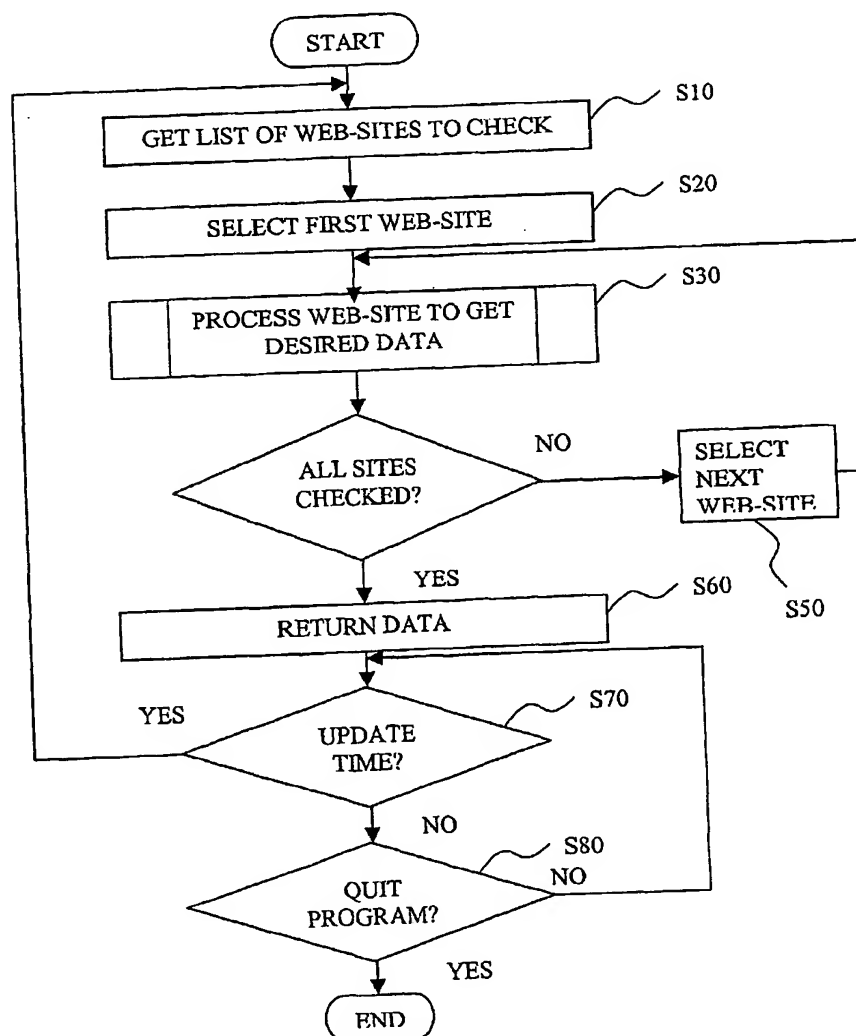 START
S10
GET LIST OF WEB-SITES TO CHECK
S20
SELECT FIRST WEB-SITE
S30
PROCESS WEB-SITE TO GET
DESIRED DATA
NO
ALL SITES
CHECKED?
SELECT
NEXT
WEB-SITE
YES
S60
S50
RETURN DATA
YES
S70
UPDATE
TIME?
NO
S80
NO
QUIT
PROGRAM?
YES
END